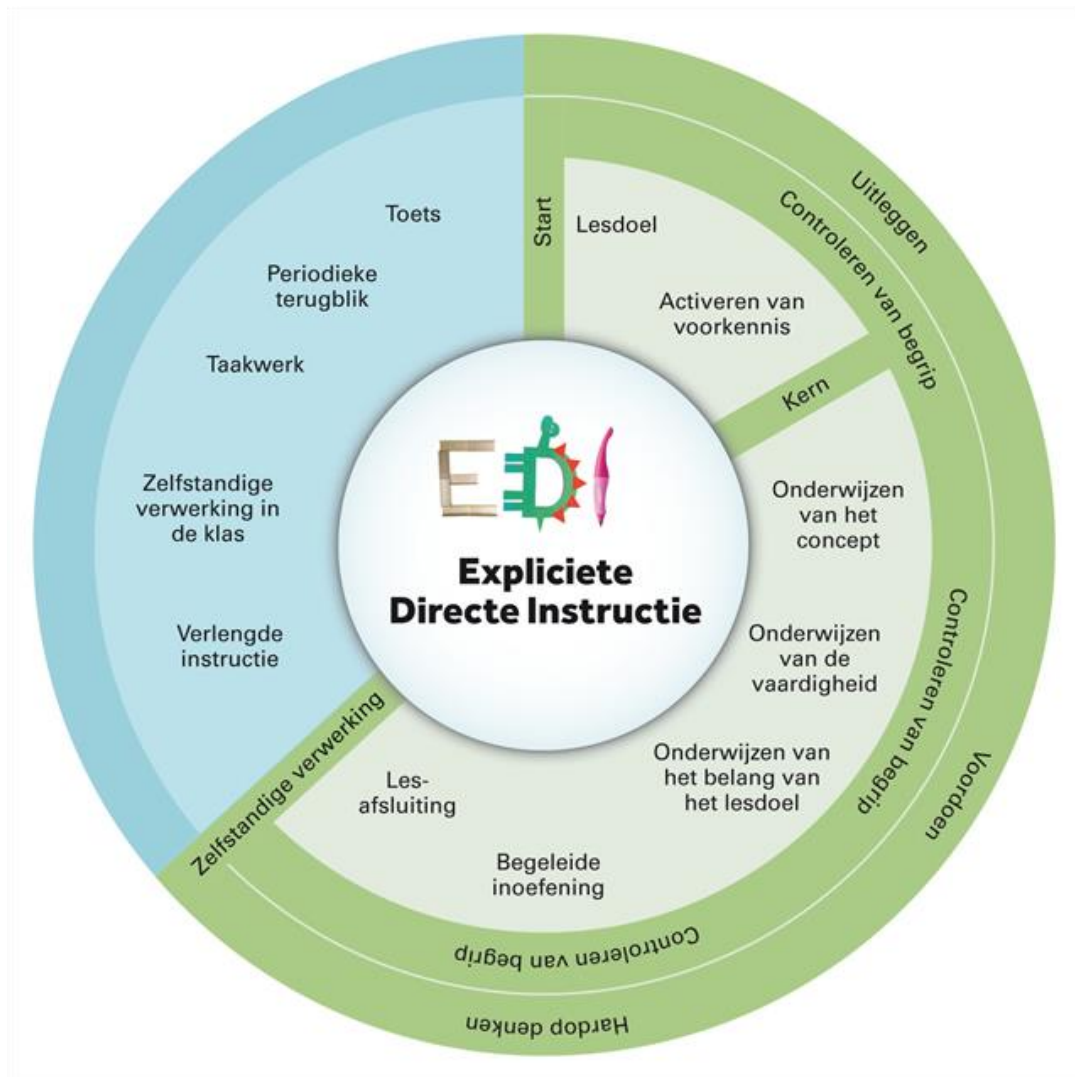 Uitleggen
Controleren van begrip
Start
Lesdoel
Activeren van
voorkennis
Kern
Onderwijzen
van het
concept
Onderwijzen
van de
vaardigheid
Onderwijzen van
het belang van
het lesdoel
Controleren van begrip
Voordoen
Begeleide
inoefening
Les-
afsluiting
Controleren van begrip
Hardop denken
Zelfstandige verwerking
Verlengde
instructie
Zelfstandige
verwerking in
de klas
Taakwerk
Periodieke
terugblik
Toets
EDI
Expliciete
Directe Instructie